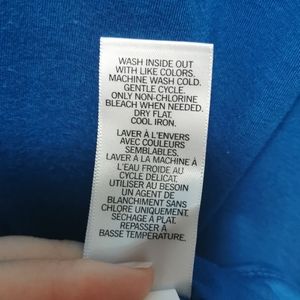 WASH INSIDE OUT
WITH LIKE COLORS.
MACHINE WASH COLD.
GENTLE CYCLE.
ONLY NON-CHLORINE
BLEACH WHEN NEEDED.
DRY FLAT.
COOL IRON.
LAVER À L'ENVERS
AVEC COULEURS
SEMBLABLES.
LAVER À LA MACHINE À
L'EAU FROIDE AU
CYCLE DÉLICAT.
UTILISER AU BESOIN
UN AGENT DE
BLANCHIMENT SANS
CHLORE UNIQUEMENT.
SÉCHAGE À PLAT.
REPASSER À
BASSE TEMPÉRATURE.